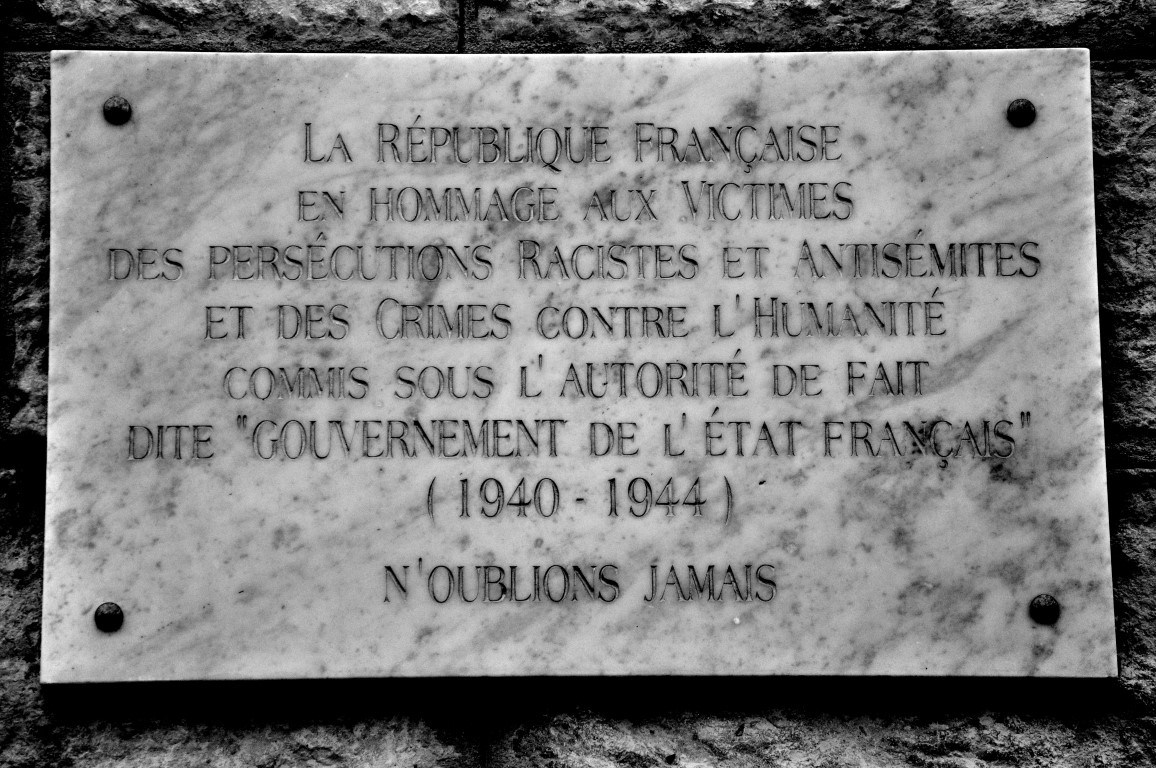 LA RÉPUBLIQUE FRANÇAISE
EN HOMMAGE AUX VICTIMES
DES PERSÊCUTIONS RACISTES ET ANTISÉMITES
ET DES CRIMES CONTRE L'HUMANITÉ
COMMIS SOUS L'AUTORITÉ DE FAIT
DITE "GOUVERNEMENT DE L'ÉTAT FRANÇAIS"
(1940 - 1944)
N'OUBLIONS JAMAIS